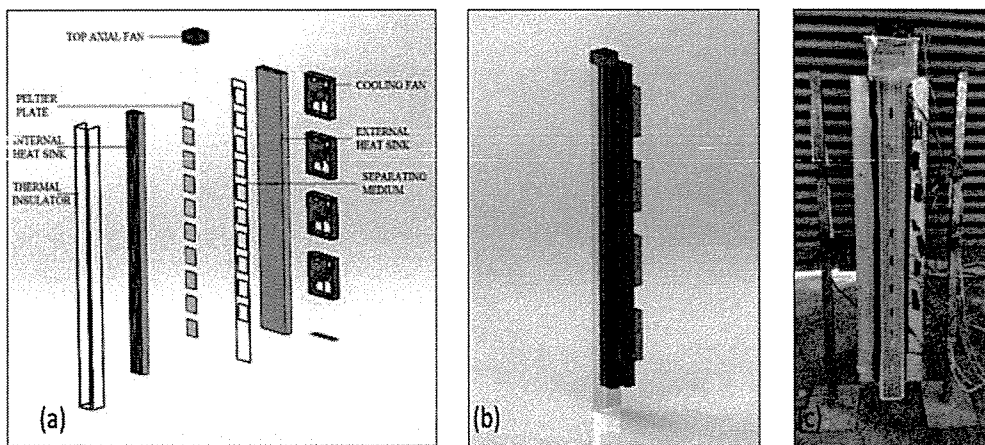 TOP AXIAL FAN
COOLING FAN
PELTIER
PLATE
INTERNAL
HEAT SINK
EXTERNAL
HEAT SINK
THERMAL
INSULATOR
SEPARATING
MEDIUM
(a)
(b)
(c)